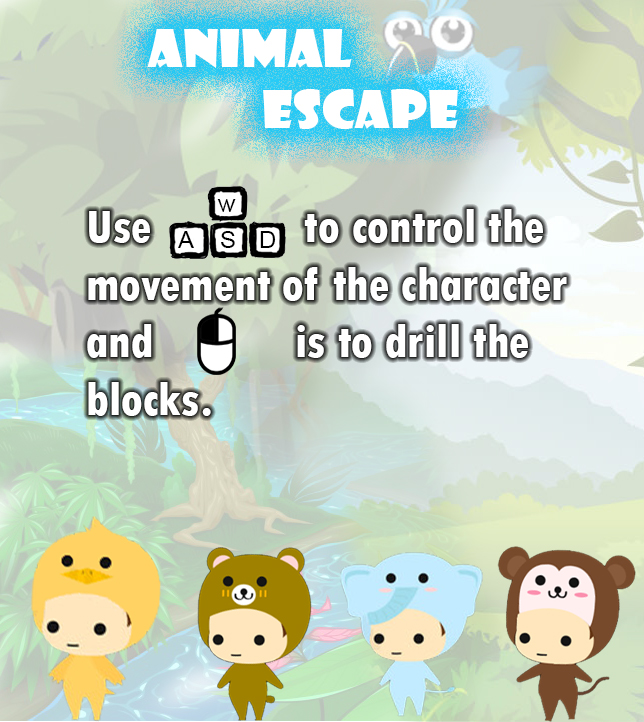 ANIMAL
ESCAPE
W
Use A S D to control the
movement of the character
and is to drill the
blocks.